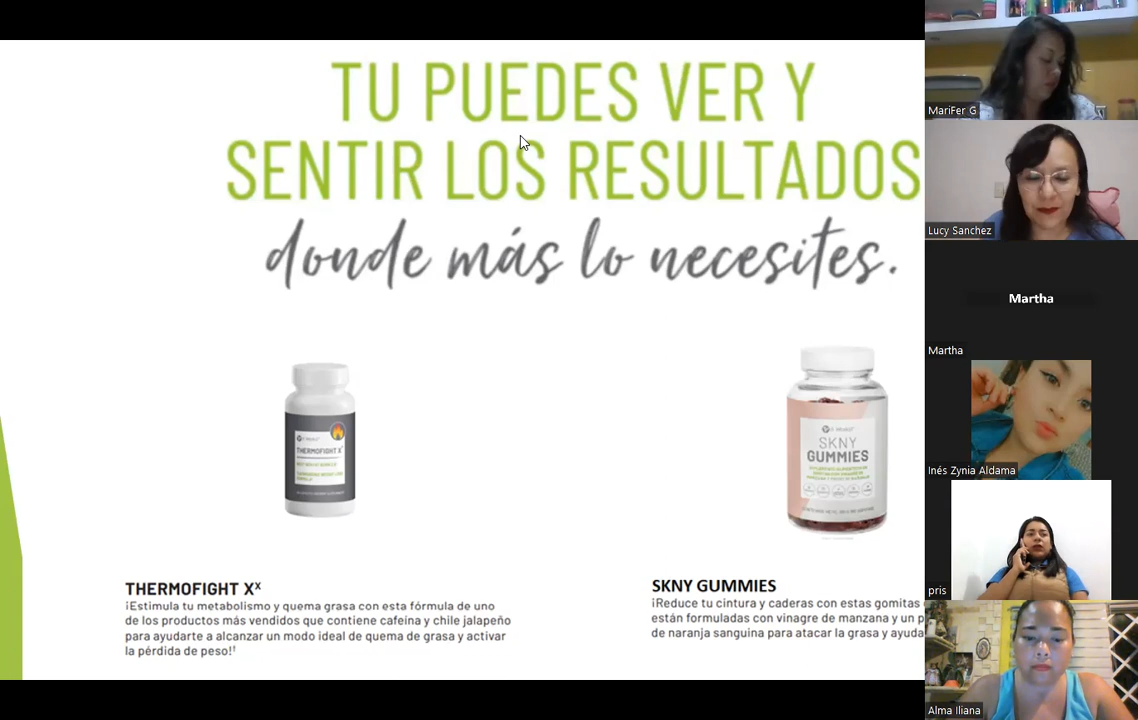 TU PUEDES VER Y
SENTIR LOS RESULTADOS
donde más lo necesites.
THERMOFIGHT X
SKNY
GUMMIES
THERMOFIGHT Xˣ
¡Estimula tu metabolismo y quema grasa con esta fórmula de uno
de los productos más vendidos que contiene cafeína y chile jalapeño
para ayudarte a alcanzar un modo ideal de quema de grasa y activar
la pérdida de peso!†
SKNY GUMMIES
¡Reduce tu cintura y caderas con estas gomitas
están formuladas con vinagre de manzana y un
de naranja sanguina para atacar la grasa y ayuda
MariFer G
Lucy Sanchez
Martha
Martha
Inés Zynia Aldama
pris
Alma Iliana